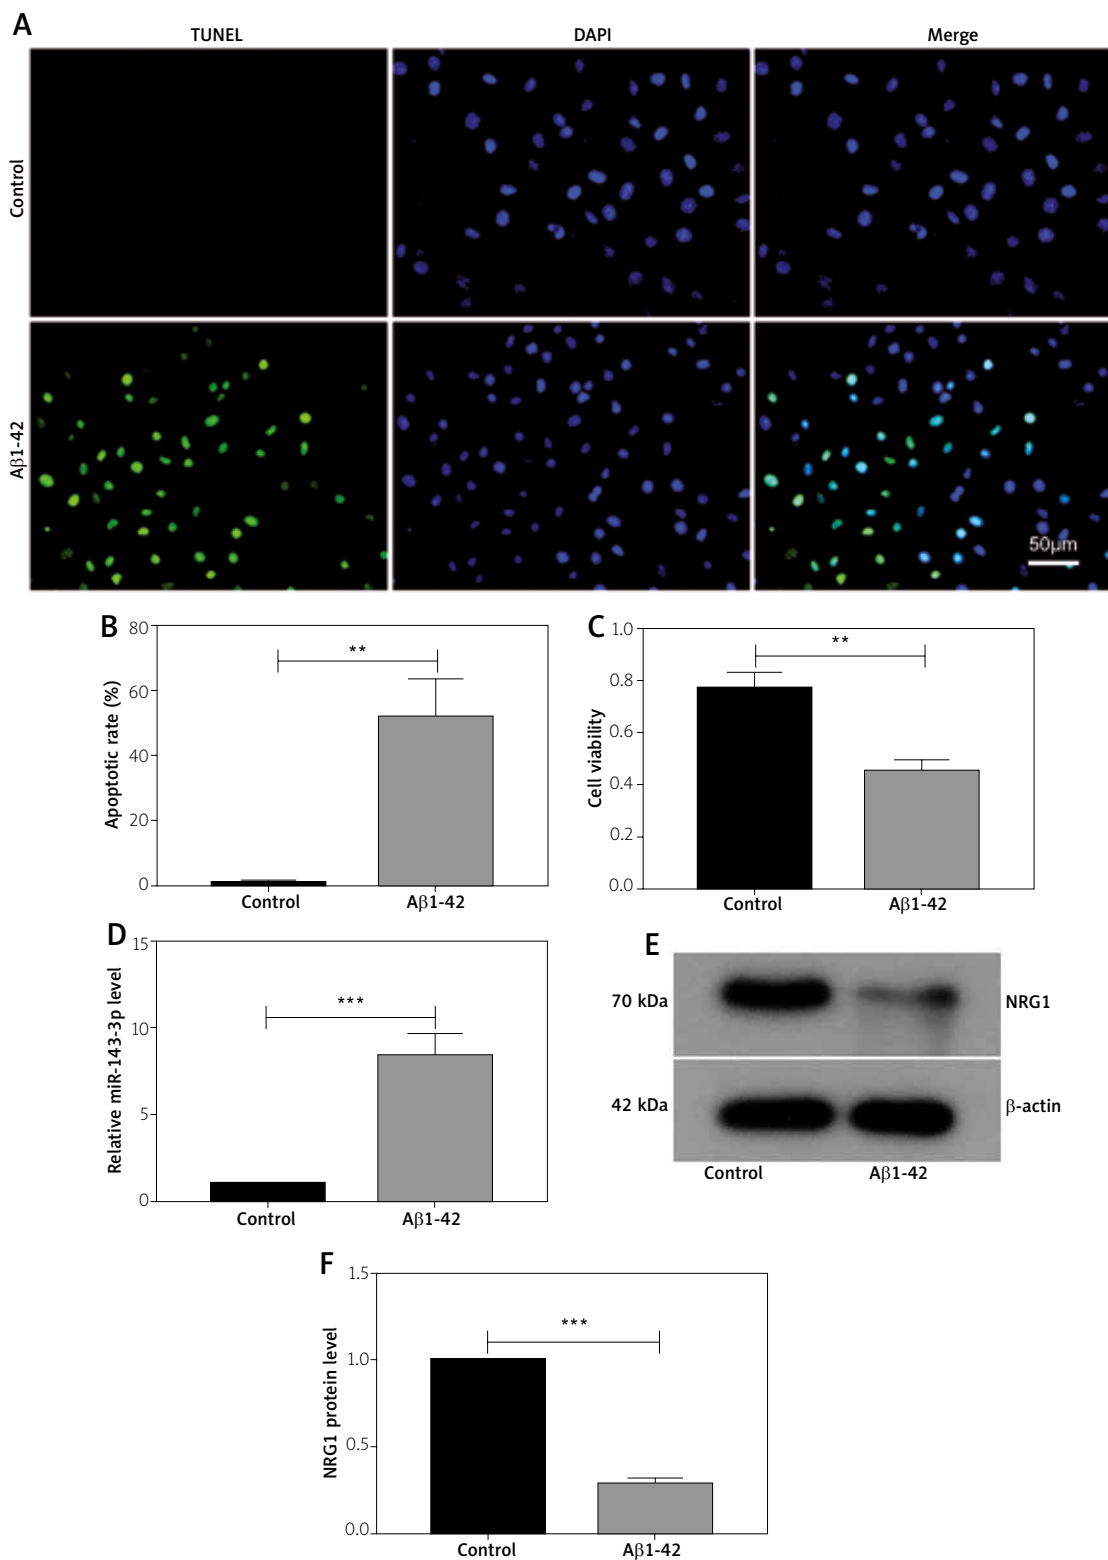 A
TUNEL DAPI Merge
Control
Aβ1-42
50µm
B
Apoptotic rate (%)
80
60
40
20
0
**
Control Aβ1-42
C
Cell viability
1.0
0.8
0.6
0.4
0.2
0.0
**
Control Aβ1-42
D
Relative miR-143-3p level
15
10
5
0
***
Control Aβ1-42
E
70 kDa NRG1
42 kDa β-actin
Control Aβ1-42
F
NRG1 protein level
1.5
1.0
0.5
0.0
***
Control Aβ1-42